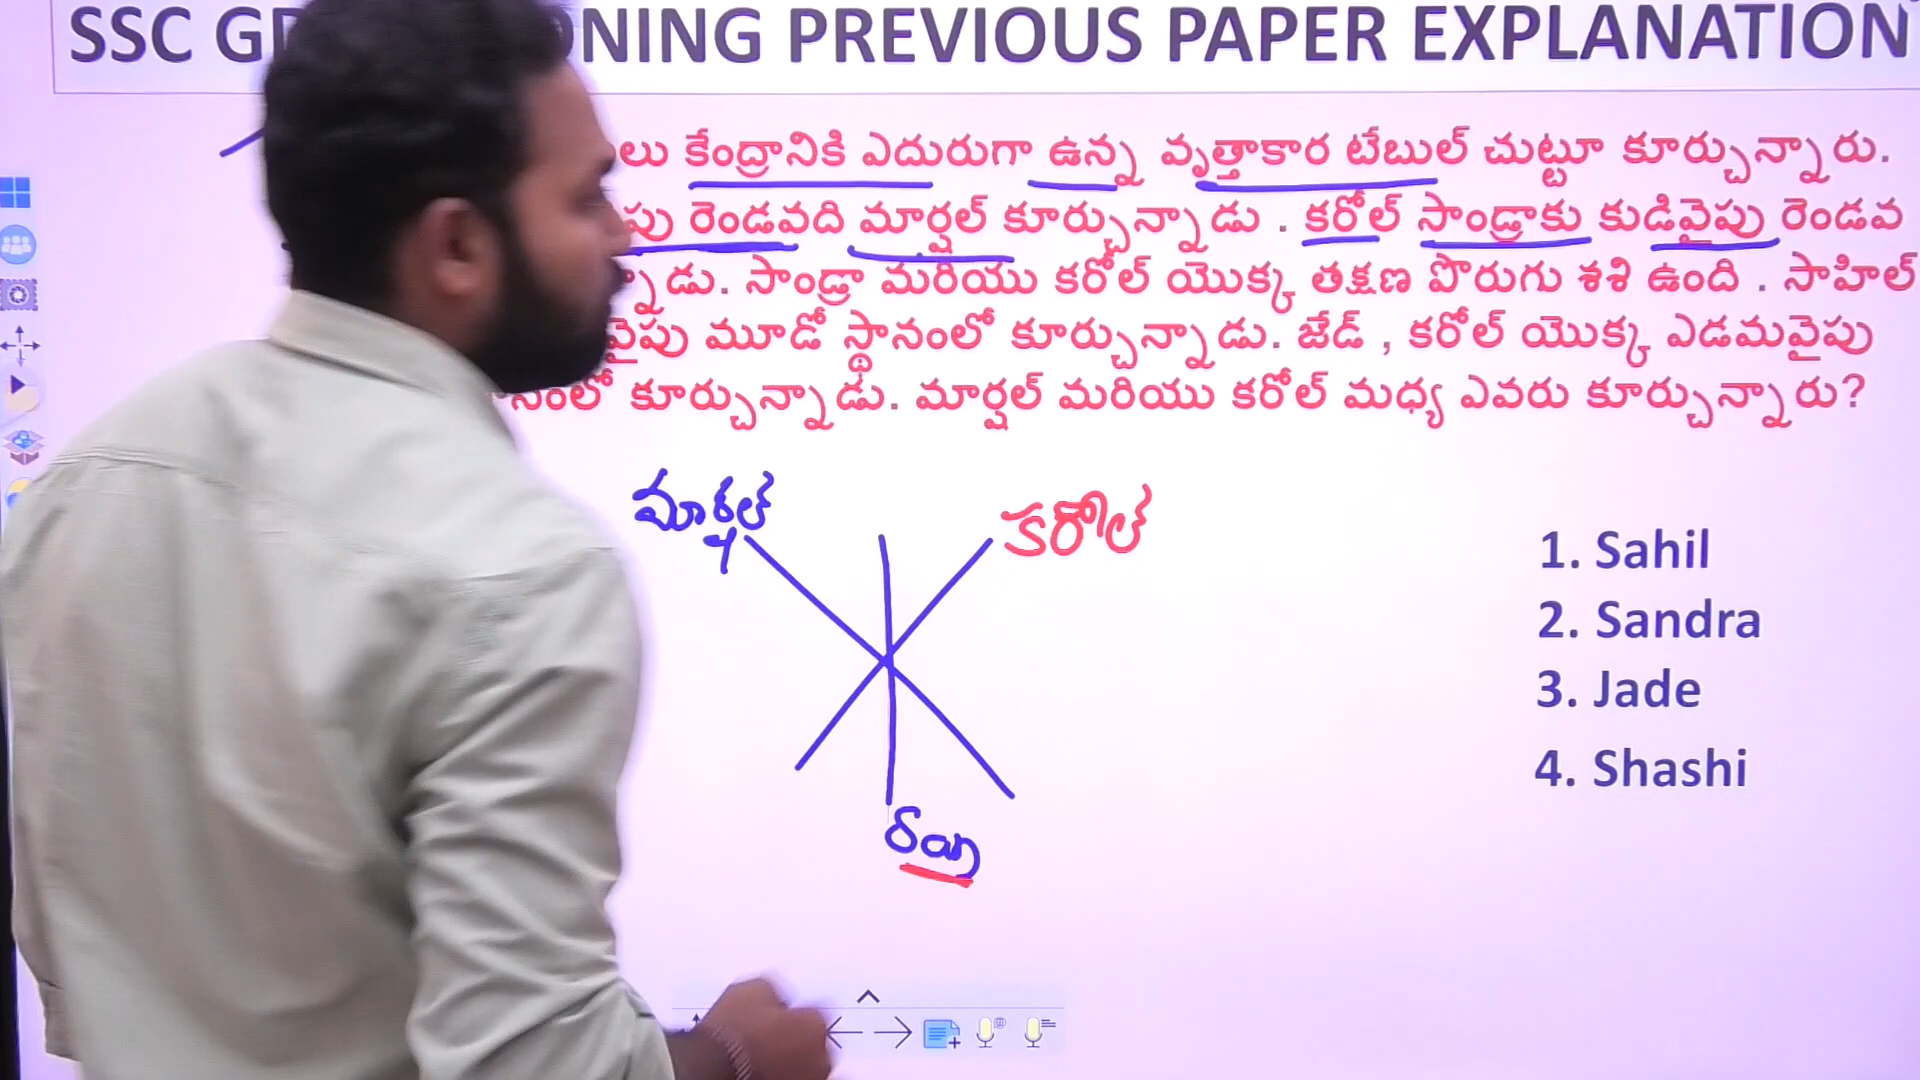 SSC GD NING PREVIOUS PAPER EXPLANATION
లు కేంద్రానికి ఎదురుగా ఉన్న వృత్తాకార టేబుల్ చుట్టూ కూర్చున్నారు.
పు రెండవది మార్షల్ కూర్చున్నాడు . కరోల్ సాండ్రాకు కుడివైపు రెండవ
న్నాడు. సాండ్రా మరియు కరోల్ యొక్క తక్షణ పొరుగు శశి ఉంది . సాహిల్
వైపు మూడో స్థానంలో కూర్చున్నాడు. జేడ్ , కరోల్ యొక్క ఎడమవైపు
నంలో కూర్చున్నాడు. మార్షల్ మరియు కరోల్ మధ్య ఎవరు కూర్చున్నారు?
మార్షల్ కరోల్
1. Sahil
2. Sandra
3. Jade
4. Shashi